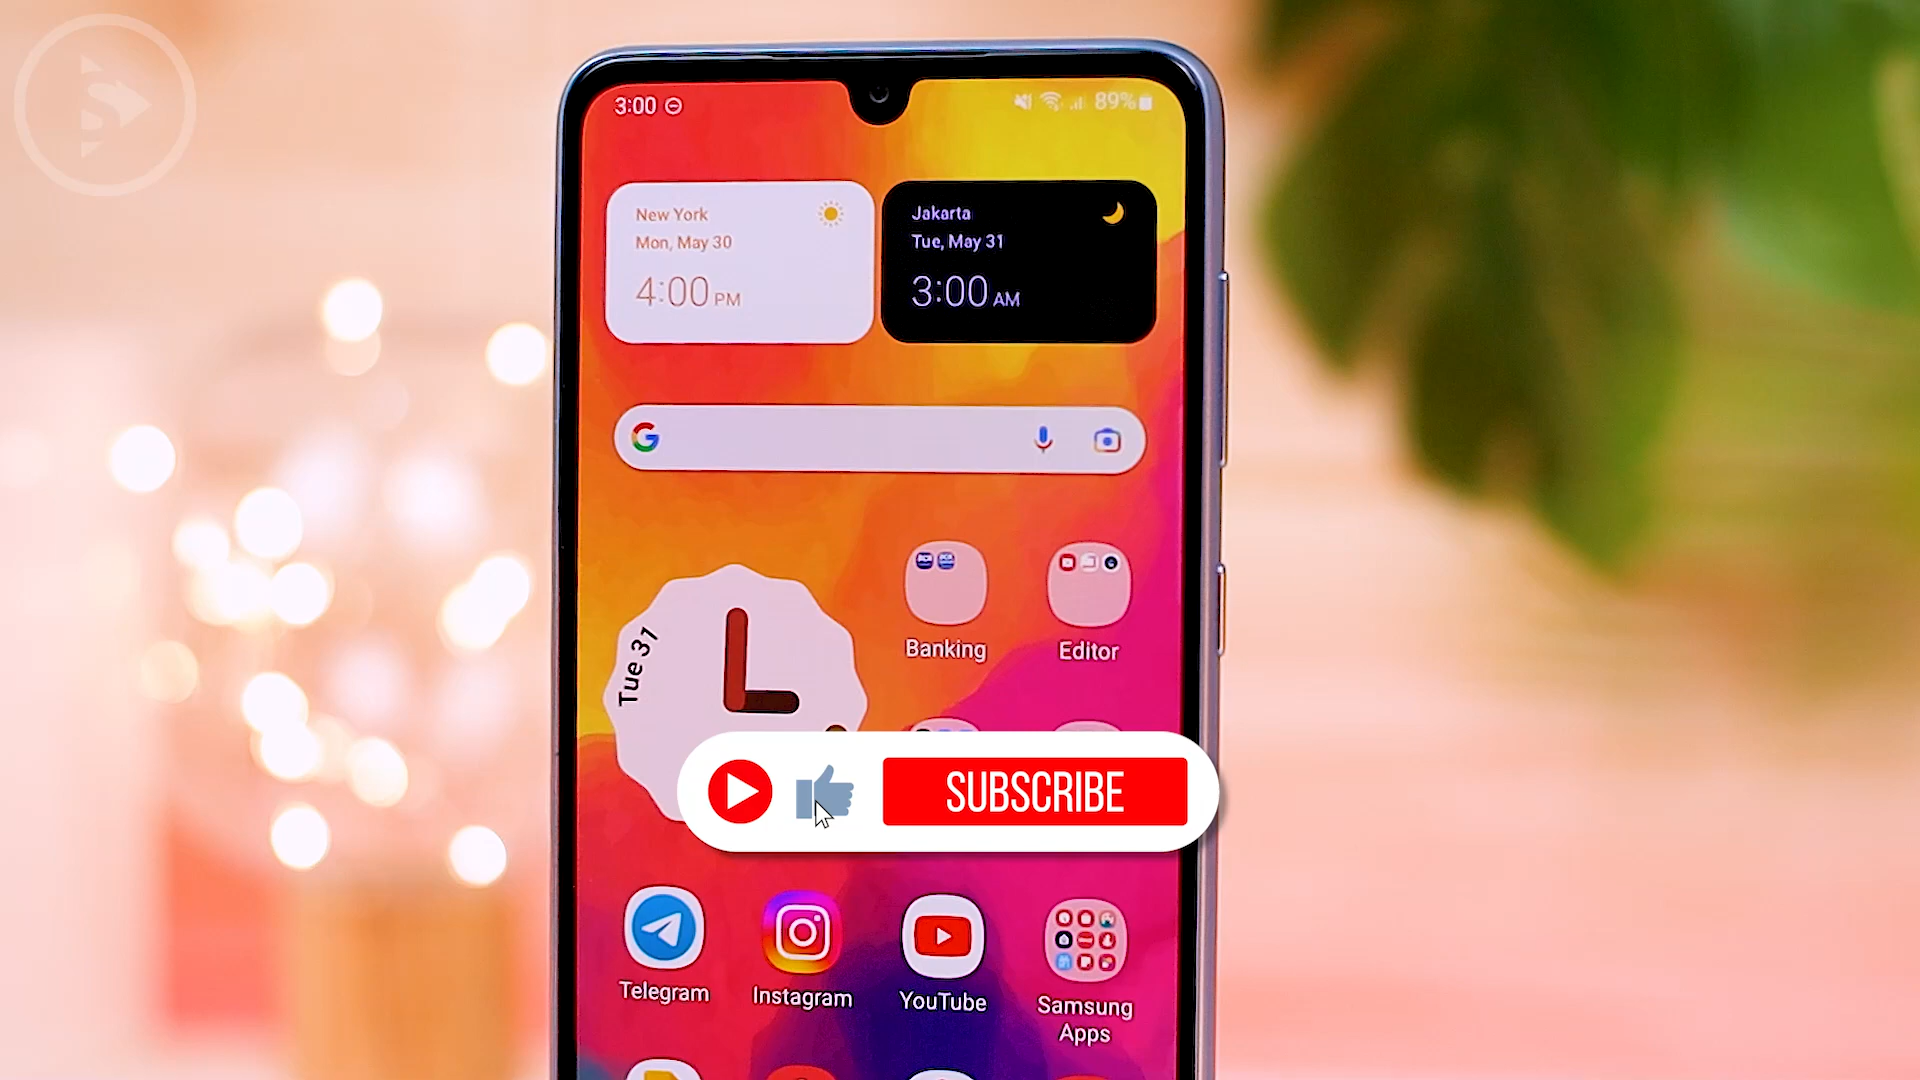 3:00
89%
New York
Mon, May 30
4:00 PM
Jakarta
Tue, May 31
3:00 AM
Tue 31
Banking
Editor
SUBSCRIBE
Telegram
Instagram
YouTube
Samsung
Apps